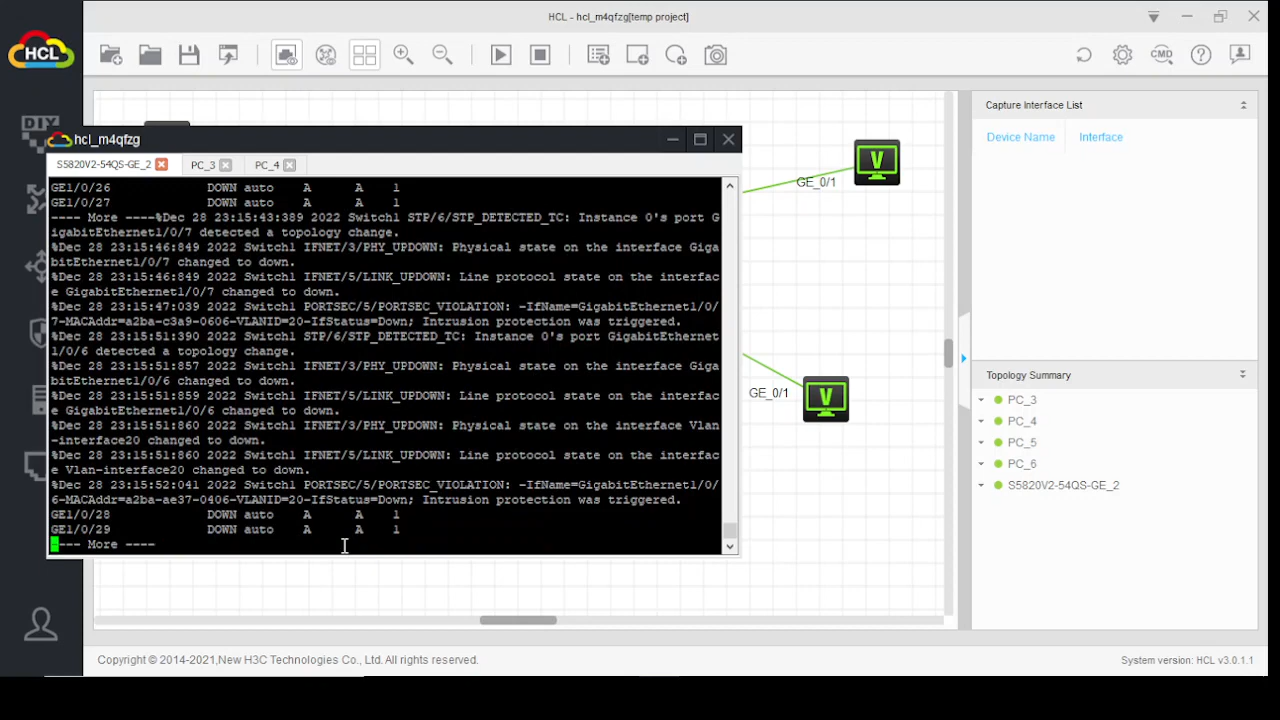 HCL - hcl_m4qfzg[temp project]
HCL
CMD
DIY
Capture Interface List
Device Name Interface
hcl_m4qfzg
S5820V2-54QS-GE_2 PC_3 PC_4
GE1/0/26 DOWN auto A A 1
GE1/0/27 DOWN auto A A 1
---- More ----%Dec 28 23:15:43:389 2022 Switch1 STP/6/STP_DETECTED_TC: Instance 0's port G
igabitEthernet1/0/7 detected a topology change.
%Dec 28 23:15:46:849 2022 Switch1 IFNET/3/PHY_UPDOWN: Physical state on the interface Giga
bitEthernet1/0/7 changed to down.
%Dec 28 23:15:46:849 2022 Switch1 IFNET/5/LINK_UPDOWN: Line protocol state on the interfac
e GigabitEthernet1/0/7 changed to down.
%Dec 28 23:15:47:039 2022 Switch1 PORTSEC/5/PORTSEC_VIOLATION: -IfName=GigabitEthernet1/0/
7-MACAddr=a2ba-c3a9-0606-VLANID=20-IfStatus=Down; Intrusion protection was triggered.
%Dec 28 23:15:51:390 2022 Switch1 STP/6/STP_DETECTED_TC: Instance 0's port GigabitEthernet
1/0/6 detected a topology change.
%Dec 28 23:15:51:857 2022 Switch1 IFNET/3/PHY_UPDOWN: Physical state on the interface Giga
bitEthernet1/0/6 changed to down.
%Dec 28 23:15:51:859 2022 Switch1 IFNET/5/LINK_UPDOWN: Line protocol state on the interfac
e GigabitEthernet1/0/6 changed to down.
%Dec 28 23:15:51:860 2022 Switch1 IFNET/3/PHY_UPDOWN: Physical state on the interface Vlan
-interface20 changed to down.
%Dec 28 23:15:51:860 2022 Switch1 IFNET/5/LINK_UPDOWN: Line protocol state on the interfac
e Vlan-interface20 changed to down.
%Dec 28 23:15:52:041 2022 Switch1 PORTSEC/5/PORTSEC_VIOLATION: -IfName=GigabitEthernet1/0/
6-MACAddr=a2ba-ae37-0406-VLANID=20-IfStatus=Down; Intrusion protection was triggered.
GE1/0/28 DOWN auto A A 1
GE1/0/29 DOWN auto A A 1
---- More ----
GE_0/1
V
GE_0/1
V
Topology Summary
PC_3
PC_4
PC_5
PC_6
S5820V2-54QS-GE_2
Copyright © 2014-2021,New H3C Technologies Co., Ltd. All rights reserved.
System version: HCL v3.0.1.1